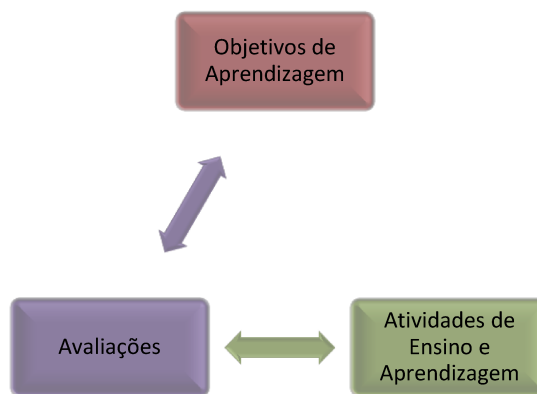 Objetivos de
Aprendizagem
Avaliações
Atividades de
Ensino e
Aprendizagem